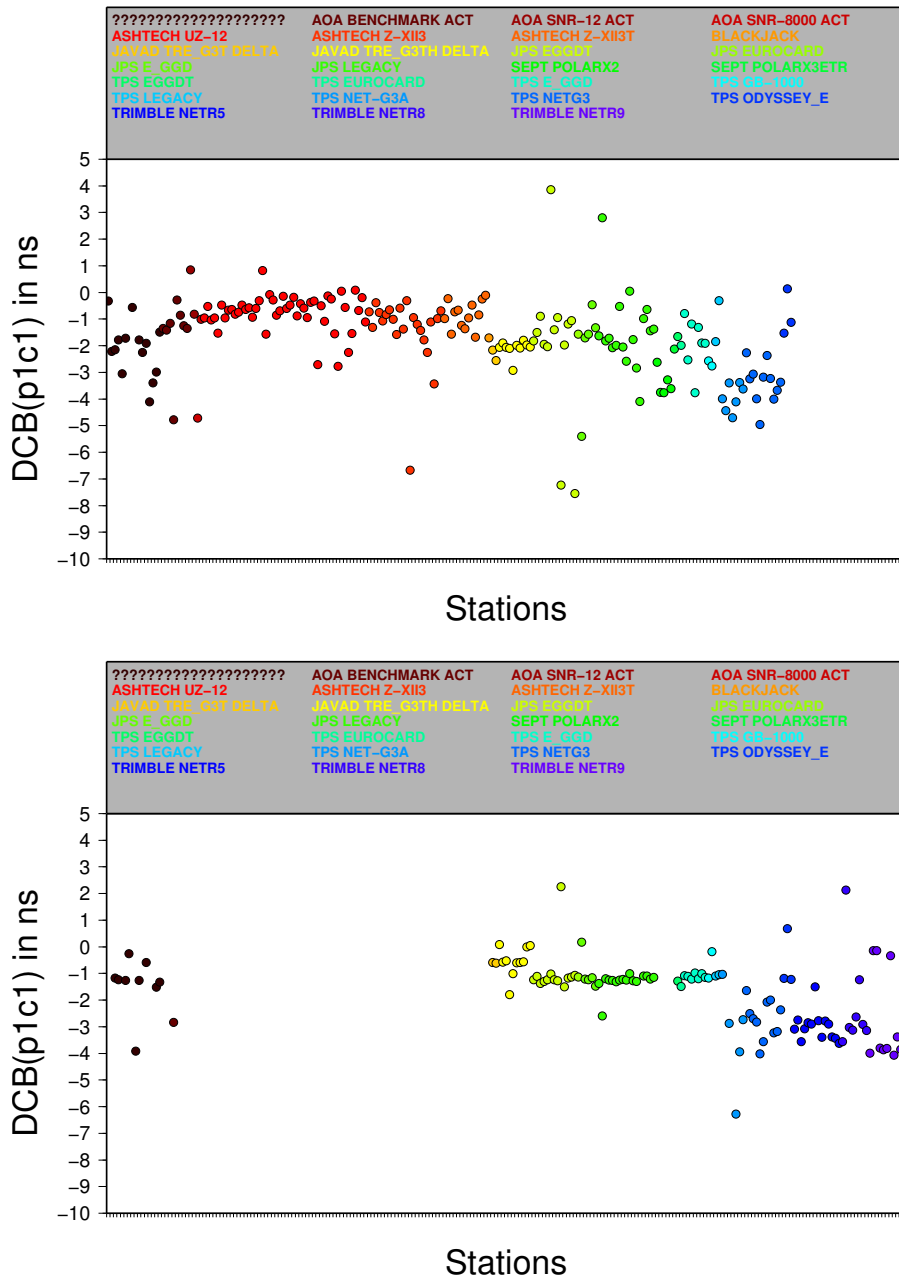 ???????????????????? AOA BENCHMARK ACT AOA SNR−12 ACT AOA SNR−8000 ACT
ASHTECH UZ−12 ASHTECH Z−XII3 ASHTECH Z−XII3T BLACKJACK
JAVAD TRE_G3T DELTA JAVAD TRE_G3TH DELTA JPS EGGDT JPS EUROCARD
JPS E_GGD JPS LEGACY SEPT POLARX2 SEPT POLARX3ETR
TPS EGGDT TPS EUROCARD TPS E_GGD TPS GB−1000
TPS LEGACY TPS NET−G3A TPS NETG3 TPS ODYSSEY_E
TRIMBLE NETR5 TRIMBLE NETR8 TRIMBLE NETR9
5
4
3
2
1
0
−1
−2
−3
−4
−5
−6
−7
−8
−9
−10
DCB(p1c1) in ns
Stations
???????????????????? AOA BENCHMARK ACT AOA SNR−12 ACT AOA SNR−8000 ACT
ASHTECH UZ−12 ASHTECH Z−XII3 ASHTECH Z−XII3T BLACKJACK
JAVAD TRE_G3T DELTA JAVAD TRE_G3TH DELTA JPS EGGDT JPS EUROCARD
JPS E_GGD JPS LEGACY SEPT POLARX2 SEPT POLARX3ETR
TPS EGGDT TPS EUROCARD TPS E_GGD TPS GB−1000
TPS LEGACY TPS NET−G3A TPS NETG3 TPS ODYSSEY_E
TRIMBLE NETR5 TRIMBLE NETR8 TRIMBLE NETR9
5
4
3
2
1
0
−1
−2
−3
−4
−5
−6
−7
−8
−9
−10
DCB(p1c1) in ns
Stations